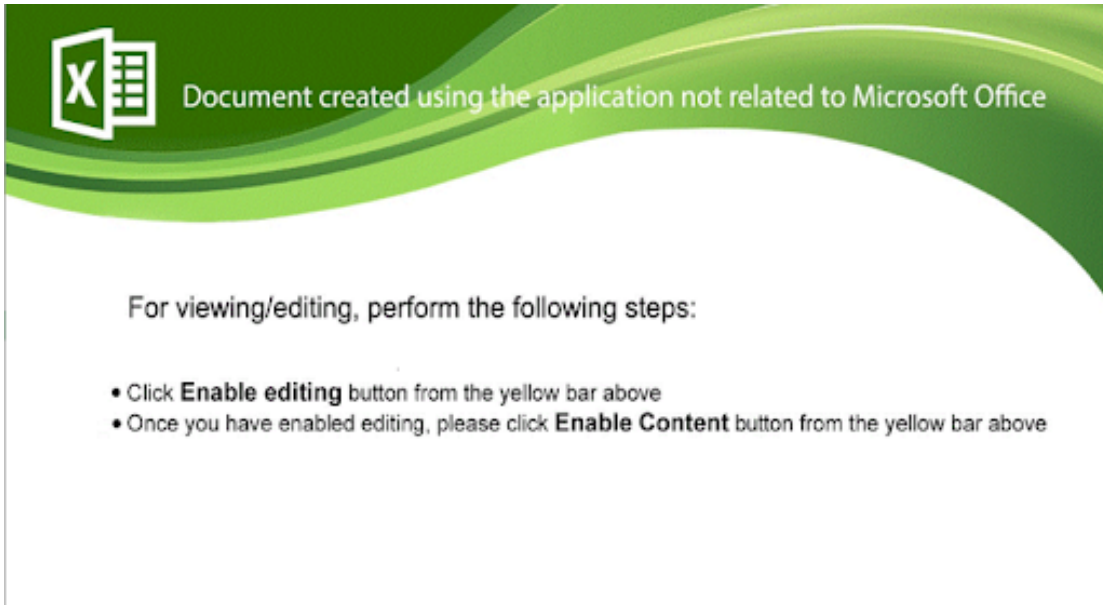 Document created using the application not related to Microsoft Office
For viewing/editing, perform the following steps:
• Click Enable editing button from the yellow bar above
• Once you have enabled editing, please click Enable Content button from the yellow bar above